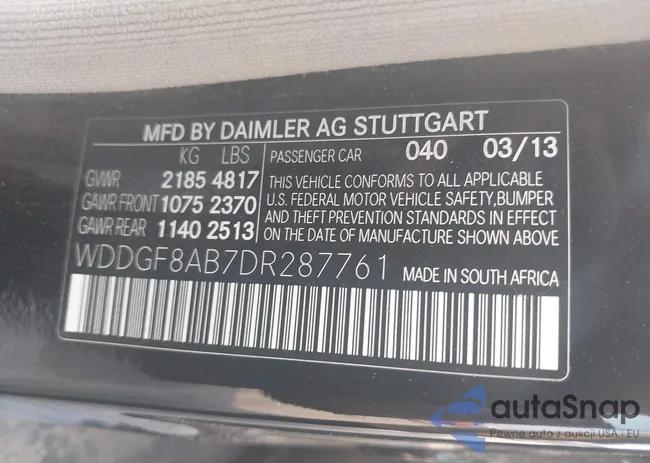 MFD BY DAIMLER AG STUTTGART
KG LBS PASSENGER CAR 040 03/13
GVWR 2185 4817
GAWR FRONT 1075 2370
GAWR REAR 1140 2513
THIS VEHICLE CONFORMS TO ALL APPLICABLE
U.S. FEDERAL MOTOR VEHICLE SAFETY,BUMPER
AND THEFT PREVENTION STANDARDS IN EFFECT
ON THE DATE OF MANUFACTURE SHOWN ABOVE
WDDGF8AB7DR287761 MADE IN SOUTH AFRICA
autaSnap
Pewne auto z aukcji USA i EU